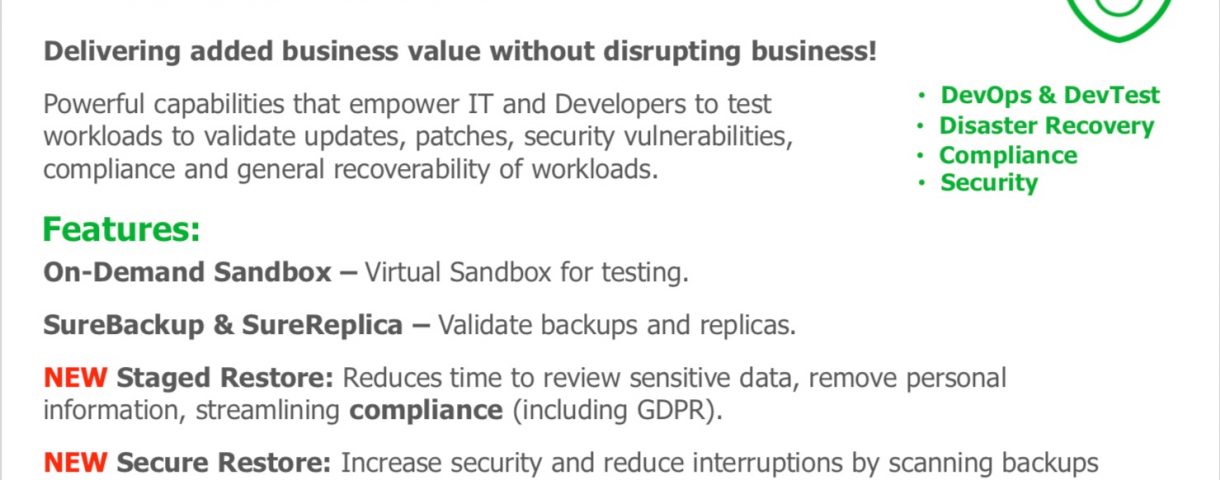 Delivering added business value without disrupting business!
Powerful capabilities that empower IT and Developers to test
workloads to validate updates, patches, security vulnerabilities,
compliance and general recoverability of workloads.
• DevOps & DevTest
• Disaster Recovery
• Compliance
• Security
Features:
On-Demand Sandbox – Virtual Sandbox for testing.
SureBackup & SureReplica – Validate backups and replicas.
NEW Staged Restore: Reduces time to review sensitive data, remove personal
information, streamlining compliance (including GDPR).
NEW Secure Restore: Increase security and reduce interruptions by scanning backups